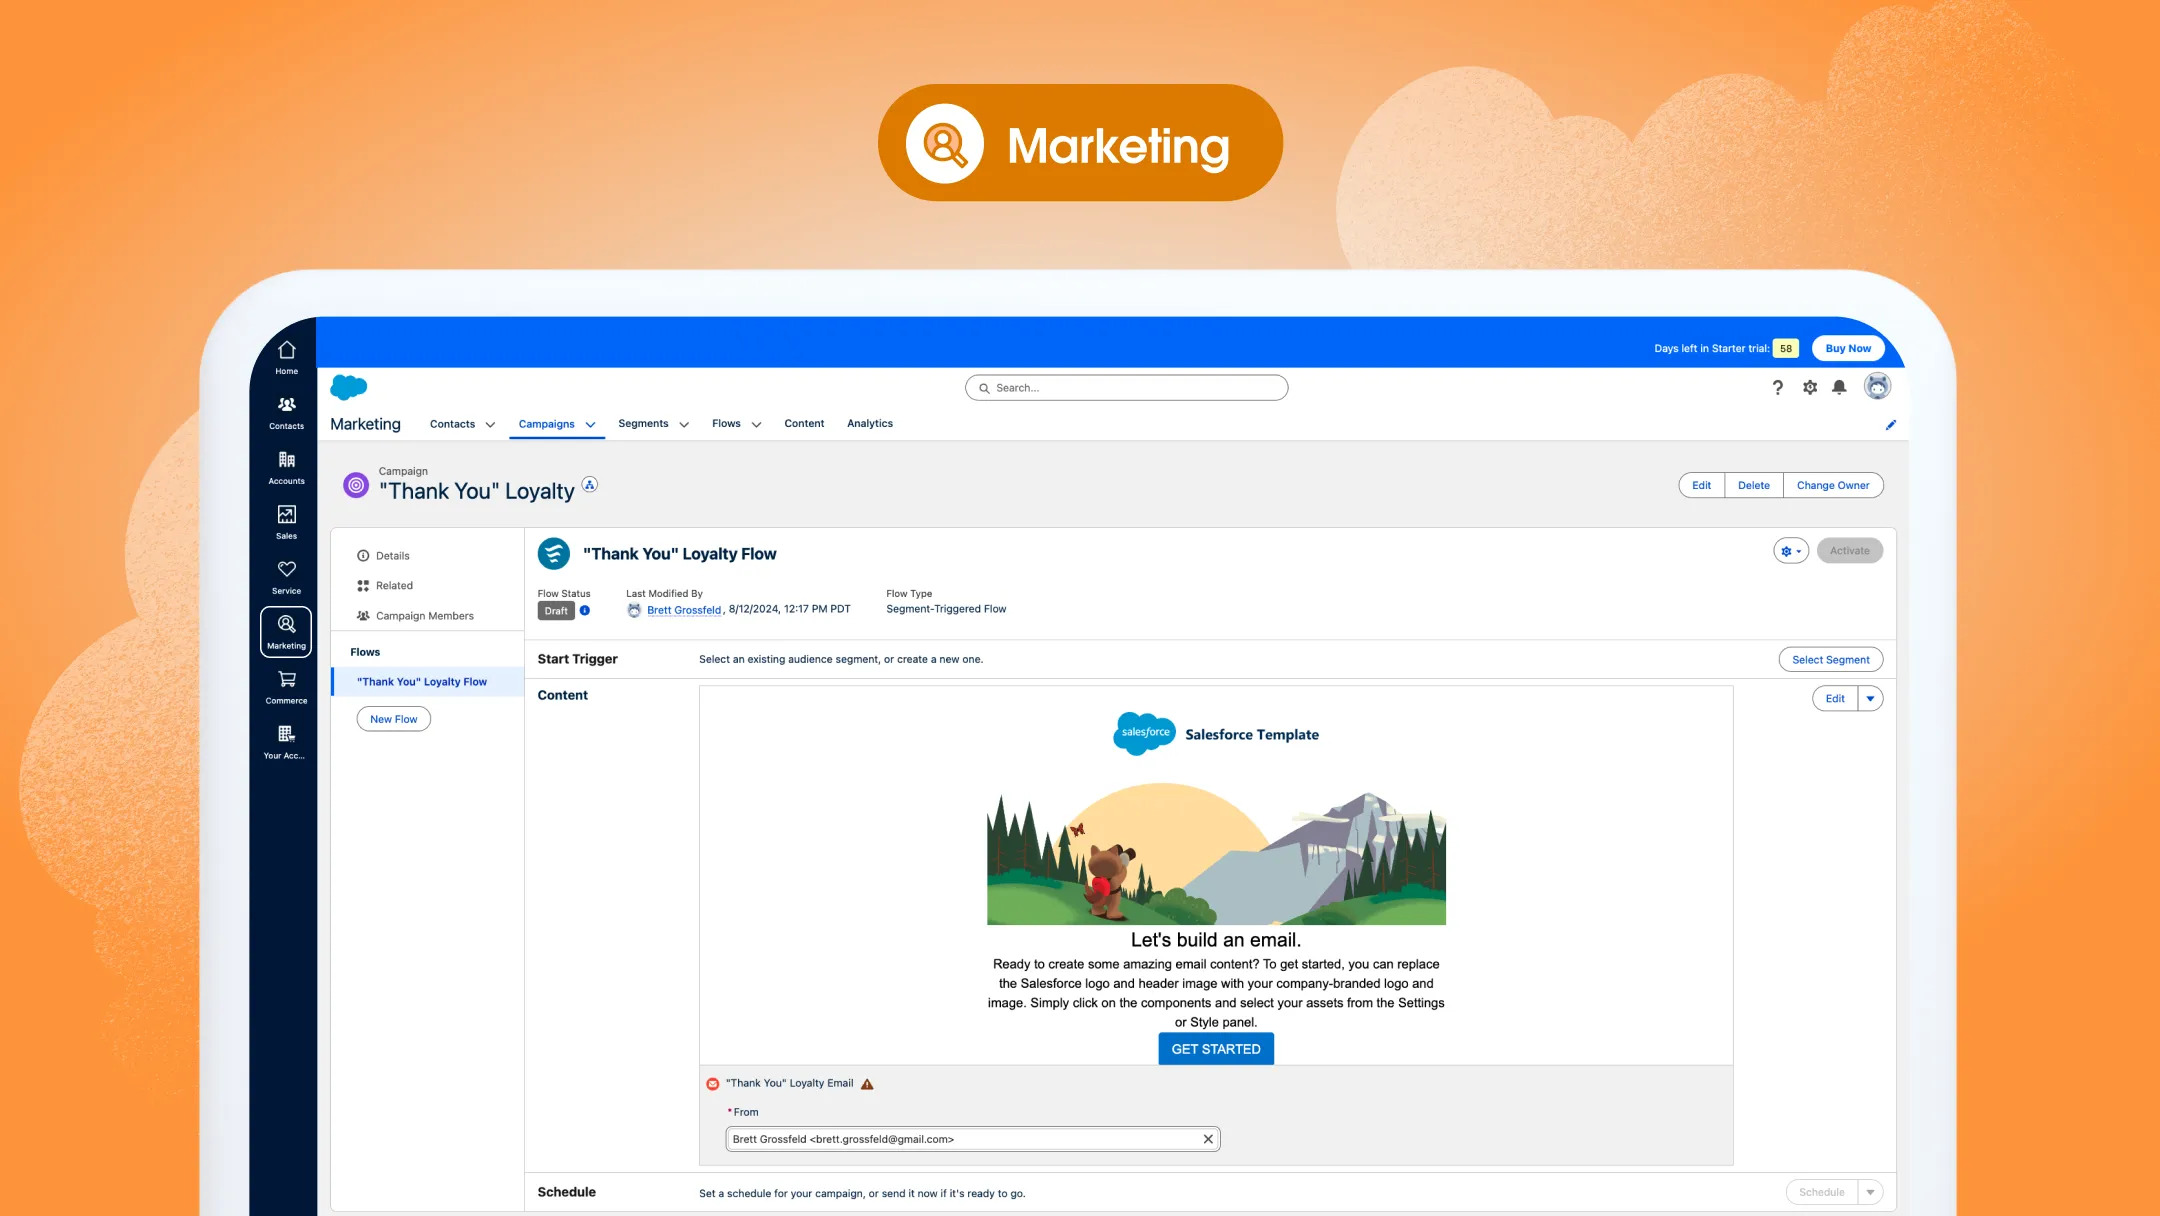 Marketing
Days left in Starter trial: 58 Buy Now
Home
Contacts
Accounts
Sales
Service
Marketing
Commerce
Your Acc...
Search...
Marketing Contacts Campaigns Segments Flows Content Analytics
Campaign
"Thank You" Loyalty
Edit Delete Change Owner
Details
Related
Campaign Members
Flows
"Thank You" Loyalty Flow
New Flow
"Thank You" Loyalty Flow
Activate
Flow Status Last Modified By Flow Type
Draft Brett Grossfeld, 8/12/2024, 12:17 PM PDT Segment-Triggered Flow
Start Trigger Select an existing audience segment, or create a new one. Select Segment
Content
Edit
salesforce Salesforce Template
Let's build an email.
Ready to create some amazing email content? To get started, you can replace
the Salesforce logo and header image with your company-branded logo and
image. Simply click on the components and select your assets from the Settings
or Style panel.
GET STARTED
"Thank You" Loyalty Email
*From
Brett Grossfeld <brett.grossfeld@gmail.com>
Schedule Set a schedule for your campaign, or send it now if it's ready to go. Schedule